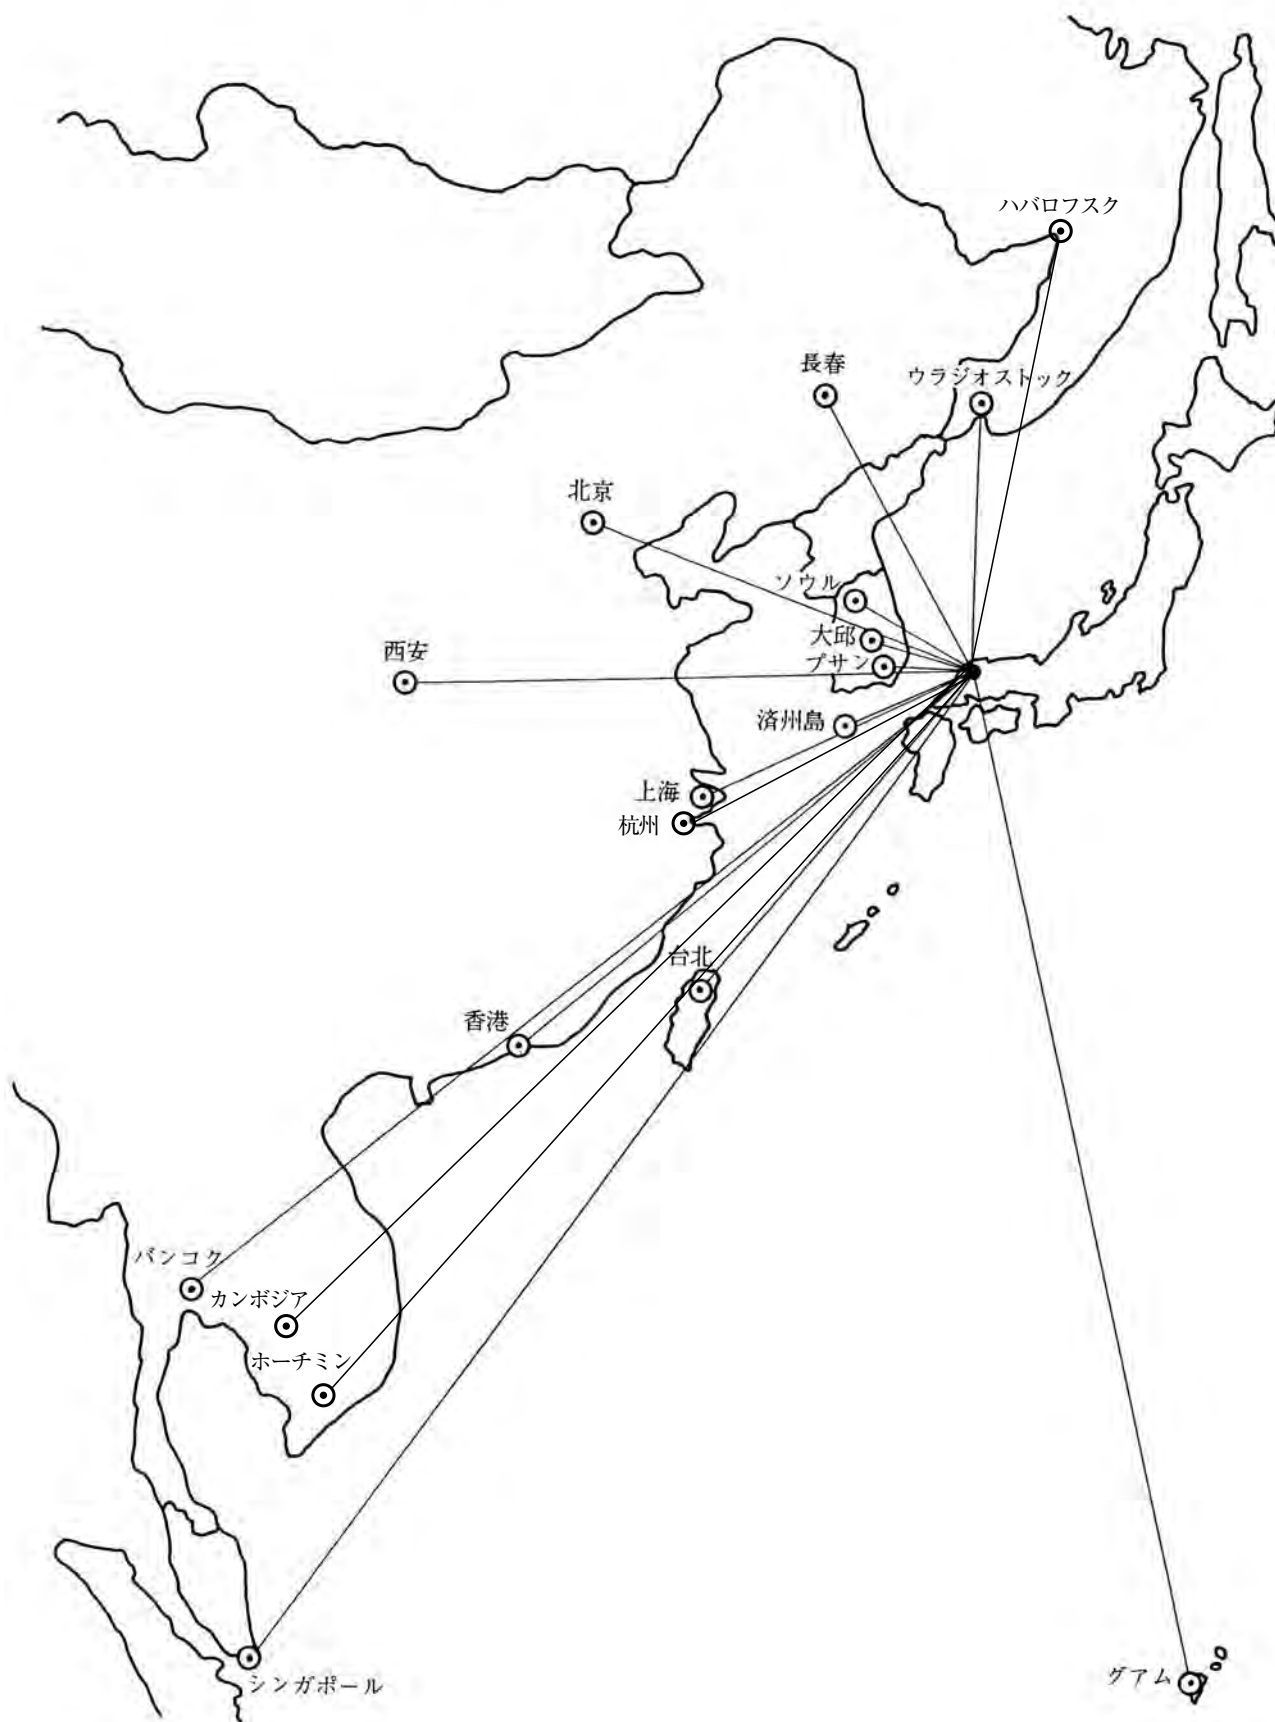 ハバロフスク
長春
ウラジオストック
北京
ソウル
大邱
プサン
西安
済州島
上海
杭州
台北
香港
バンコク
カンボジア
ホーチミン
シンガポール
グアム